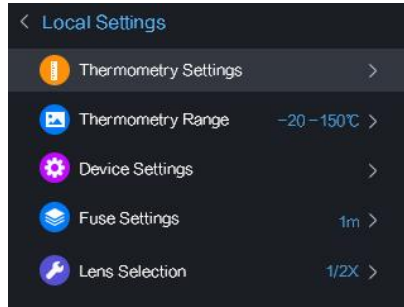 Local Settings
Thermometry Settings
Thermometry Range -20-150℃
Device Settings
Fuse Settings 1m
Lens Selection 1/2X